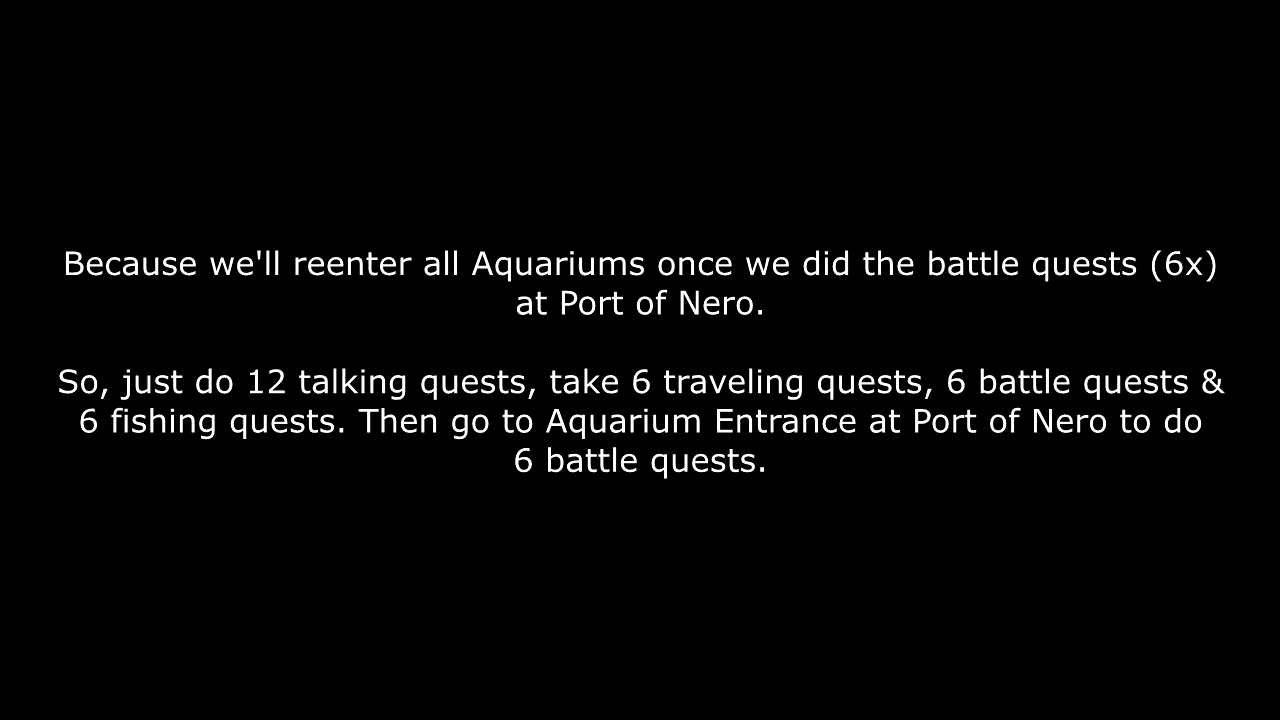 Because we'll reenter all Aquariums once we did the battle quests (6x)
at Port of Nero.
So, just do 12 talking quests, take 6 traveling quests, 6 battle quests &
6 fishing quests. Then go to Aquarium Entrance at Port of Nero to do
6 battle quests.